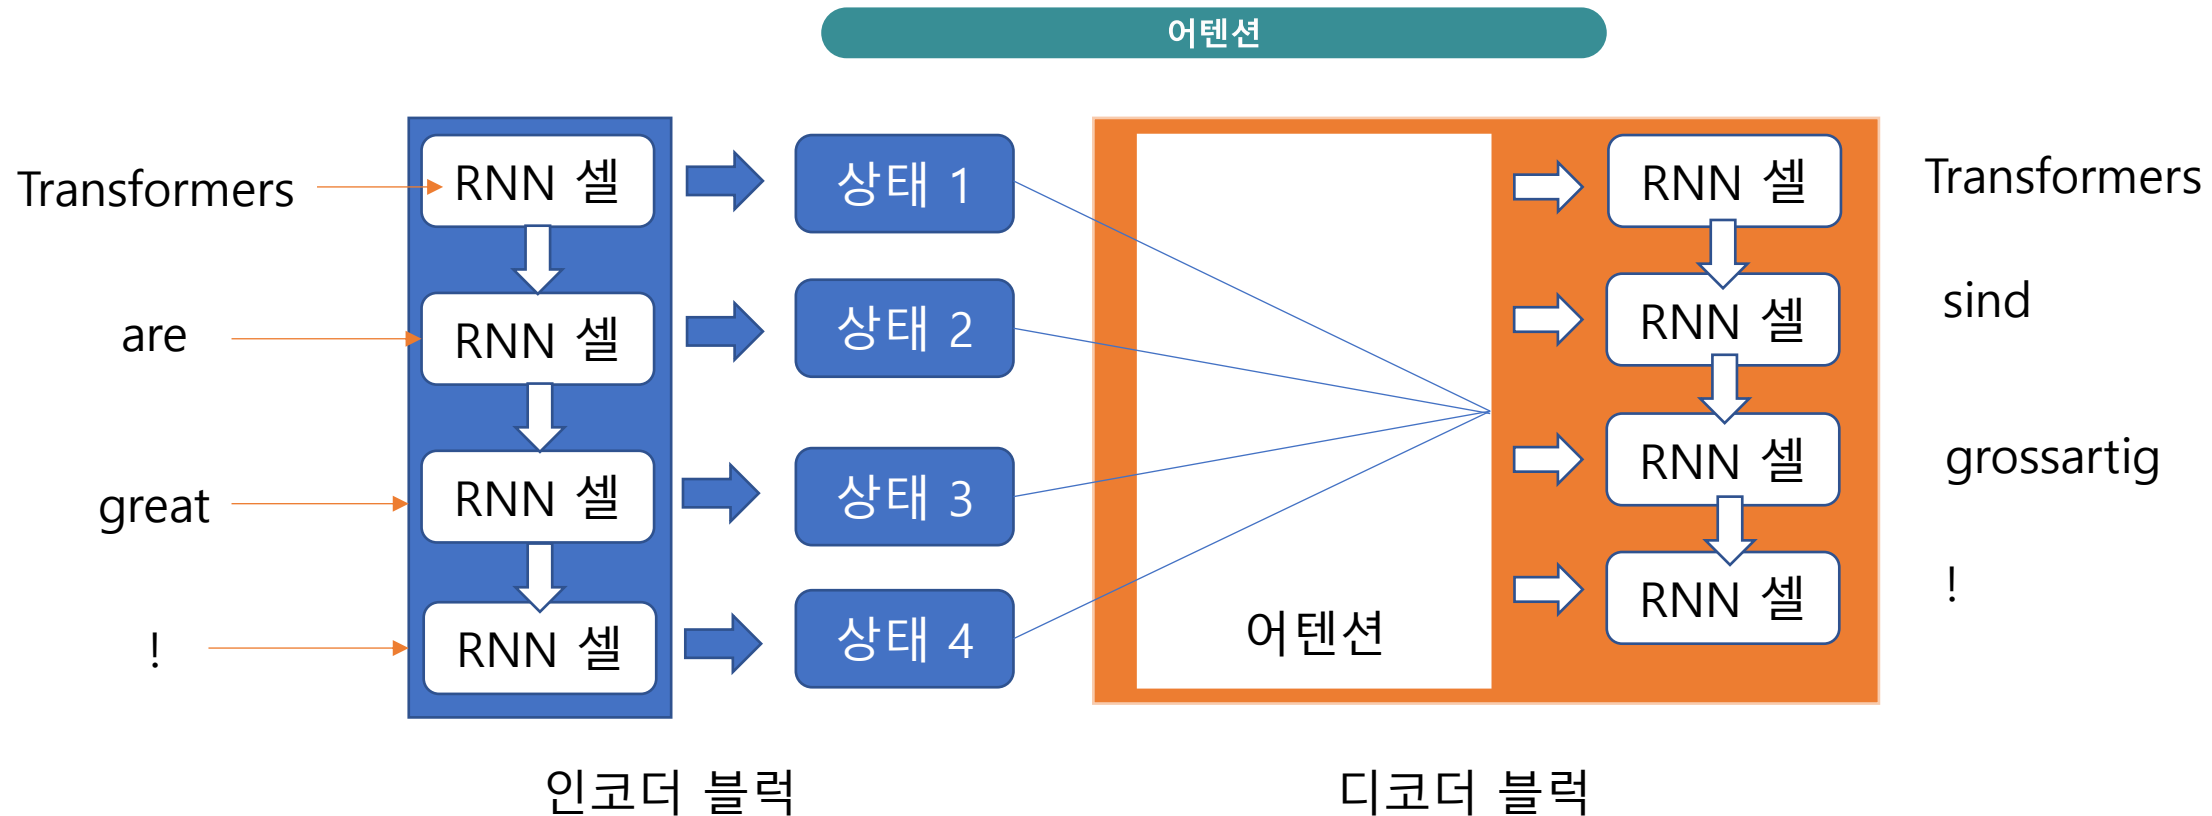 어텐션
Transformers
RNN 셀
상태 1
RNN 셀
Transformers
are
RNN 셀
상태 2
RNN 셀
sind
great
RNN 셀
상태 3
RNN 셀
grossartig
!
RNN 셀
상태 4
어텐션
RNN 셀
!
인코더 블럭
디코더 블럭